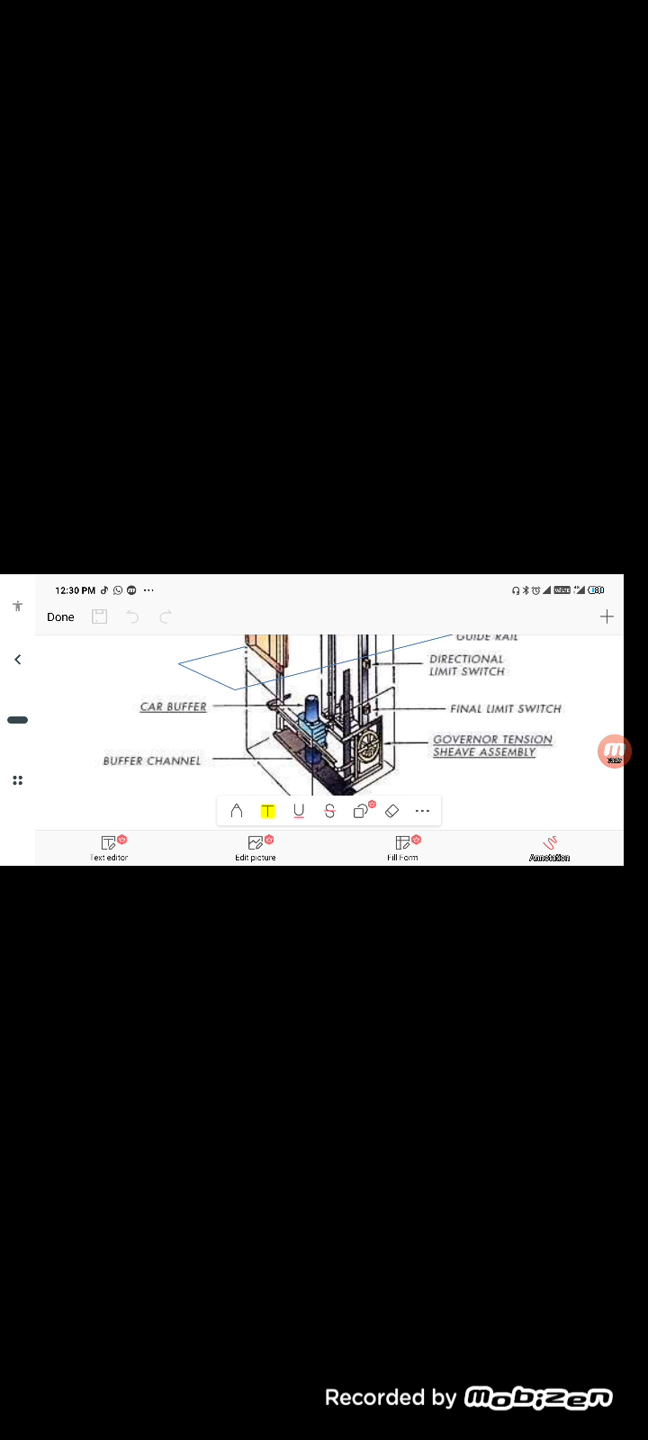 12:30 PM
Done
GUIDE RAIL
DIRECTIONAL
LIMIT SWITCH
CAR BUFFER
FINAL LIMIT SWITCH
GOVERNOR TENSION
SHEAVE ASSEMBLY
BUFFER CHANNEL
T
U
S
Text editor
Edit picture
Fill Form
Annotation
Recorded by Mobizen